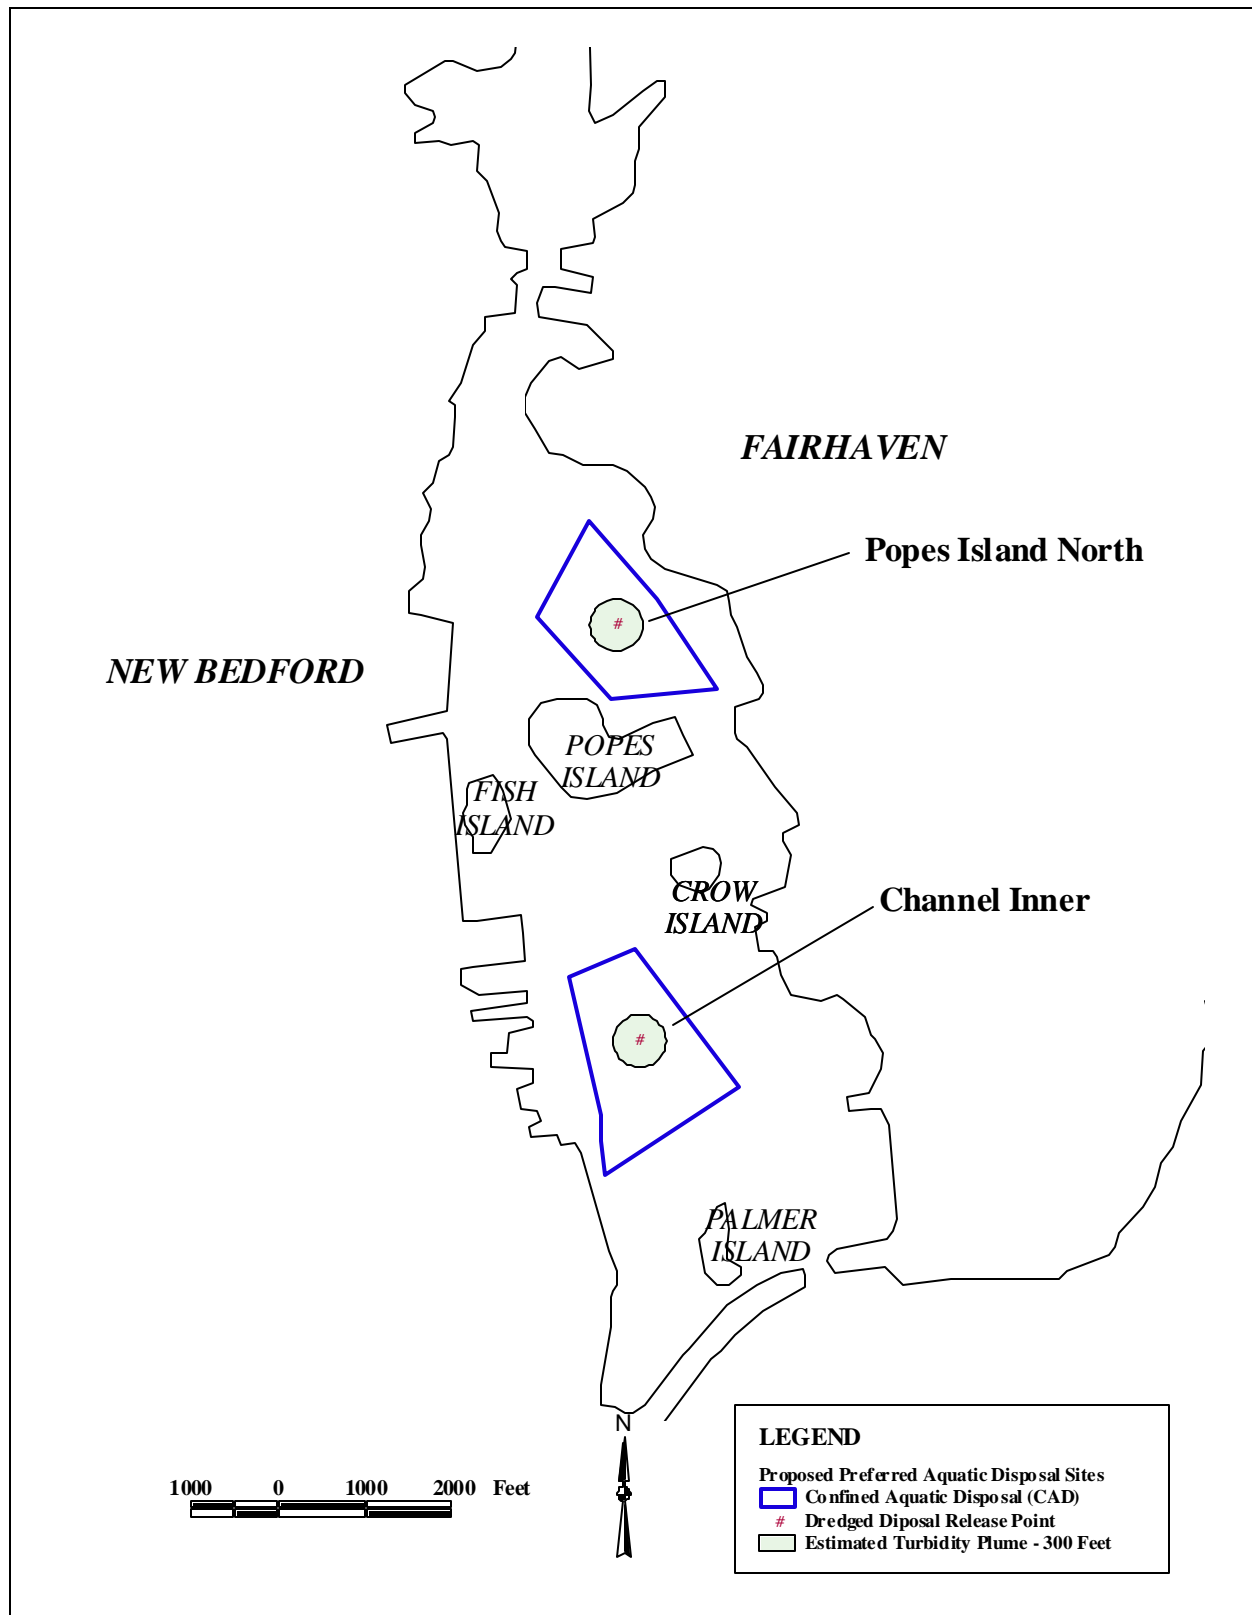 FAIRHAVEN
Popes Island North
#
NEW BEDFORD
POPES
ISLAND
FISH
ISLAND
CROW
ISLAND
Channel Inner
#
PALMER
ISLAND
N
1000 0 1000 2000 Feet
LEGEND
Proposed Preferred Aquatic Disposal Sites
Confined Aquatic Disposal (CAD)
# Dredged Diposal Release Point
Estimated Turbidity Plume - 300 Feet